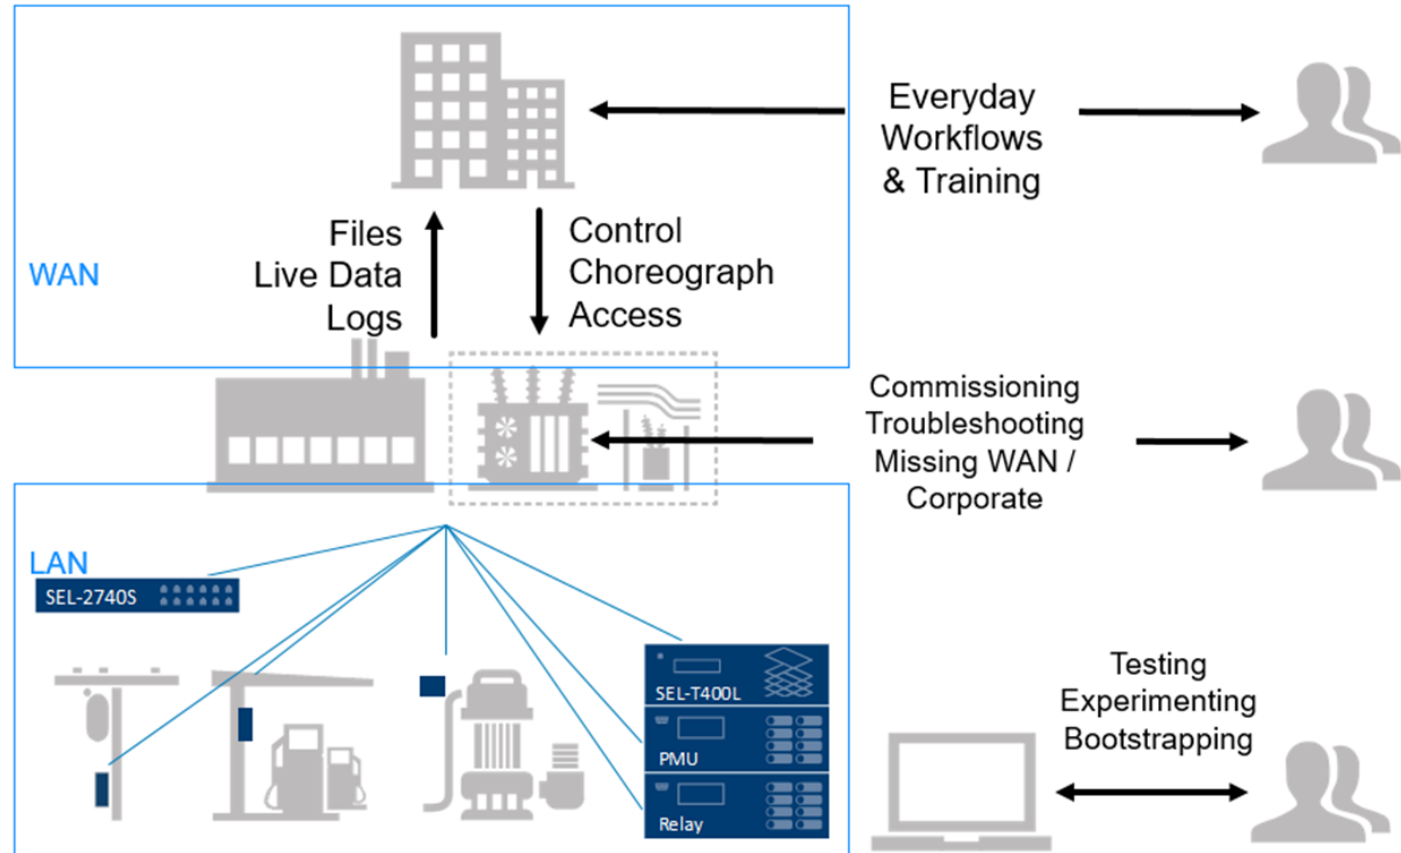 Everyday
Workflows
& Training
Files
Live Data
Logs
Control
Choreograph
Access
WAN
Commissioning
Troubleshooting
Missing WAN /
Corporate
LAN
SEL-2740S
SEL-T400L
PMU
Relay
Testing
Experimenting
Bootstrapping